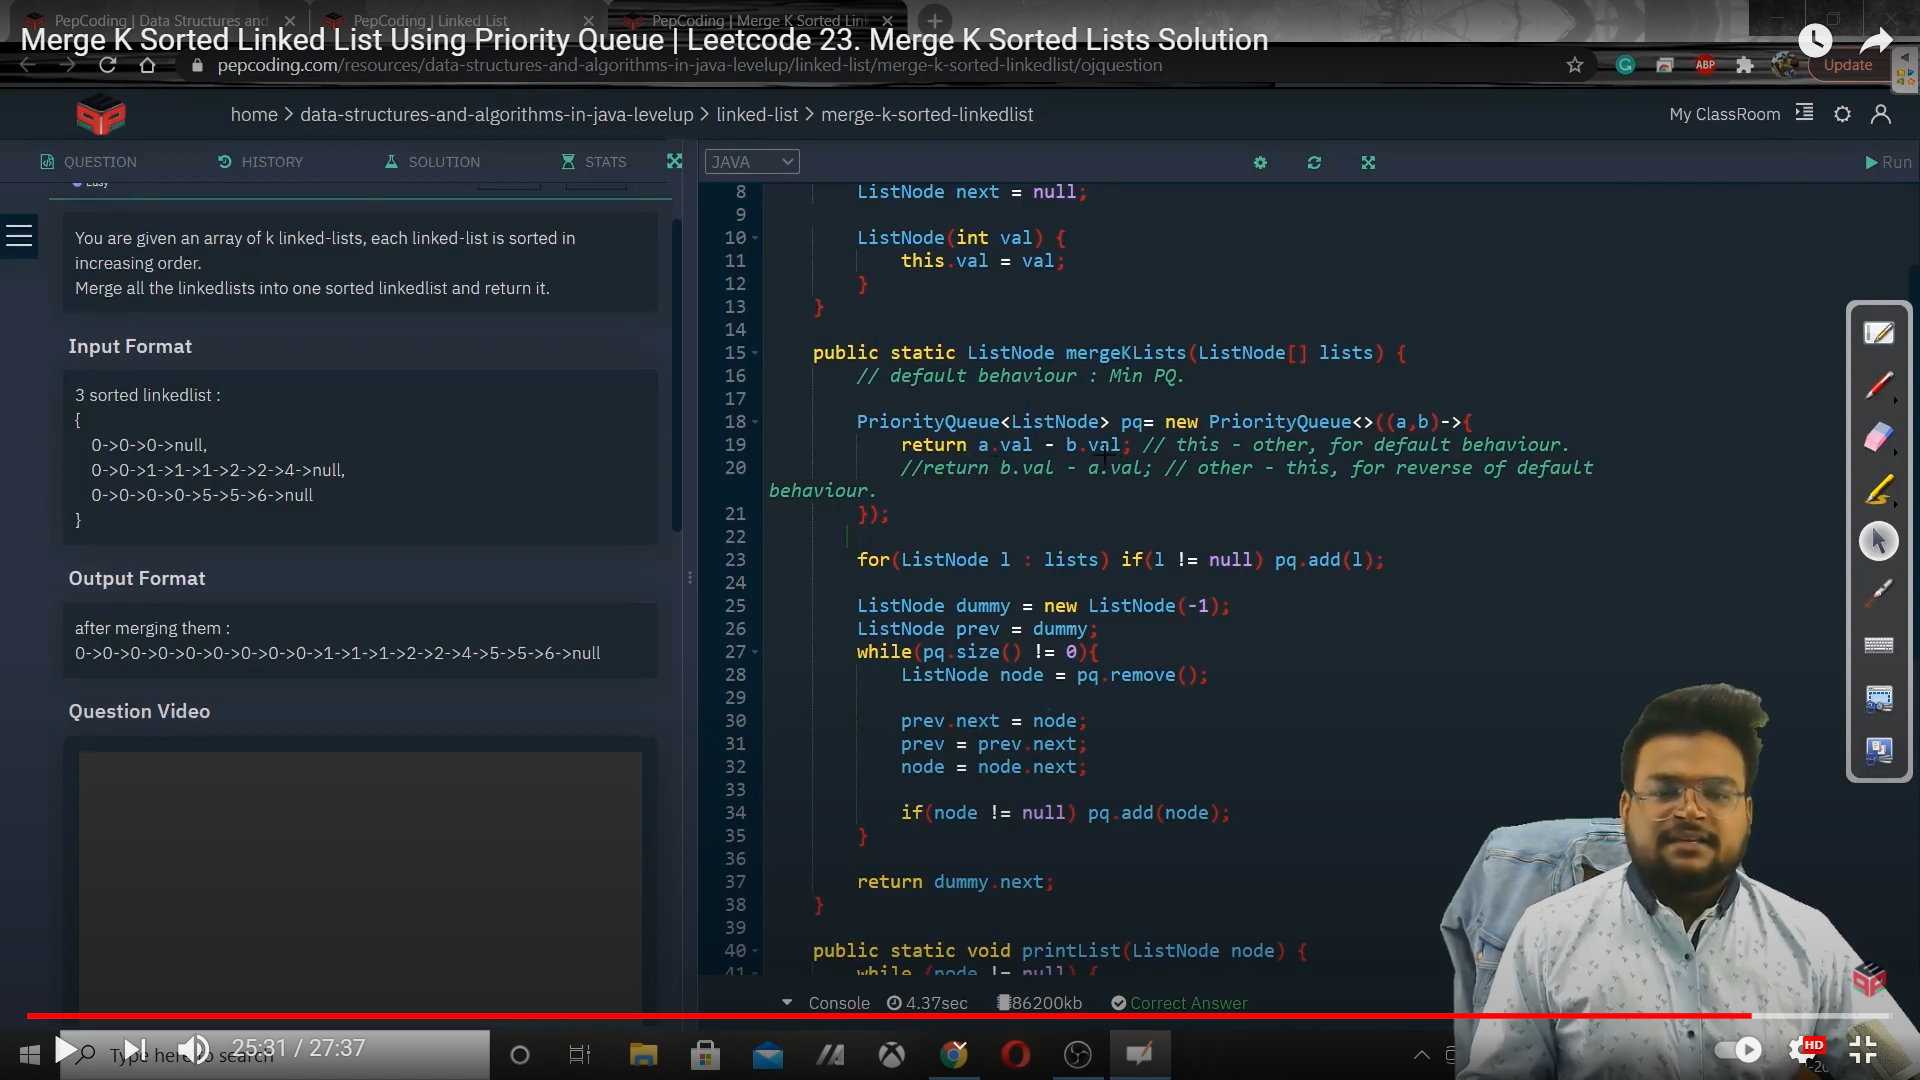 PepCoding | Data Structures and
PepCoding | Linked List
PepCoding | Merge K Sorted Link
Merge K Sorted Linked List Using Priority Queue | Leetcode 23. Merge K Sorted Lists Solution
pepcoding.com/resources/data-structures-and-algorithms-in-java-levelup/linked-list/merge-k-sorted-linkedlist/ojquestion
ABP
Update
home > data-structures-and-algorithms-in-java-levelup > linked-list > merge-k-sorted-linkedlist
My ClassRoom
QUESTION
HISTORY
SOLUTION
STATS
JAVA
Run
Easy
You are given an array of k linked-lists, each linked-list is sorted in
increasing order.
Merge all the linkedlists into one sorted linkedlist and return it.
Input Format
3 sorted linkedlist :
{
0->0->0->null,
0->0->1->1->1->2->2->4->null,
0->0->0->0->5->5->6->null
}
Output Format
after merging them :
0->0->0->0->0->0->0->0->0->1->1->1->2->2->4->5->5->6->null
Question Video
8 ListNode next = null;
9
10 ListNode(int val) {
11 this.val = val;
12 }
13 }
14
15 public static ListNode mergeKLists(ListNode[] lists) {
16 // default behaviour : Min PQ.
17
18 PriorityQueue<ListNode> pq= new PriorityQueue<>((a,b)->{
19 return a.val - b.val; // this - other, for default behaviour.
20 //return b.val - a.val; // other - this, for reverse of default
behaviour.
21 });
22
23 for(ListNode l : lists) if(l != null) pq.add(l);
24
25 ListNode dummy = new ListNode(-1);
26 ListNode prev = dummy;
27 while(pq.size() != 0){
28 ListNode node = pq.remove();
29
30 prev.next = node;
31 prev = prev.next;
32 node = node.next;
33
34 if(node != null) pq.add(node);
35 }
36
37 return dummy.next;
38 }
39
40 public static void printList(ListNode node) {
41 while (node != null) {
Console 4.37sec 86200kb Correct Answer
Type here to search
25:31 / 27:37
HD